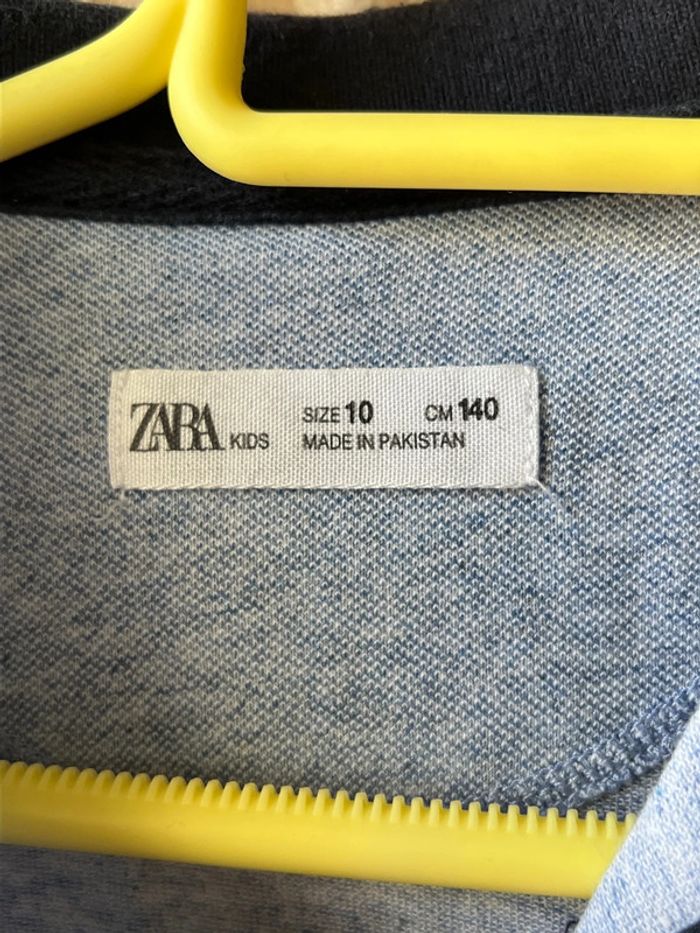 ZARA KIDS
SIZE 10 CM 140
MADE IN PAKISTAN